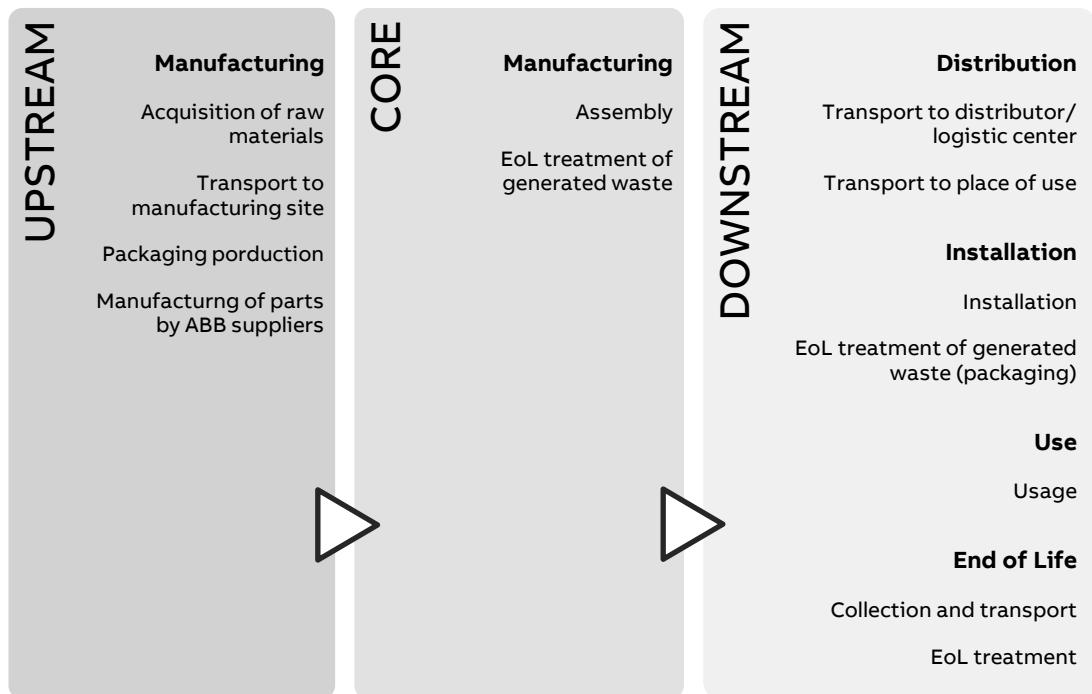 UPSTREAM
Manufacturing
Acquisition of raw
materials
Transport to
manufacturing site
Packaging porduction
Manufacturng of parts
by ABB suppliers
CORE
Manufacturing
Assembly
EoL treatment of
generated waste
DOWNSTREAM
Distribution
Transport to distributor/
logistic center
Transport to place of use
Installation
Installation
EoL treatment of generated
waste (packaging)
Use
Usage
End of Life
Collection and transport
EoL treatment